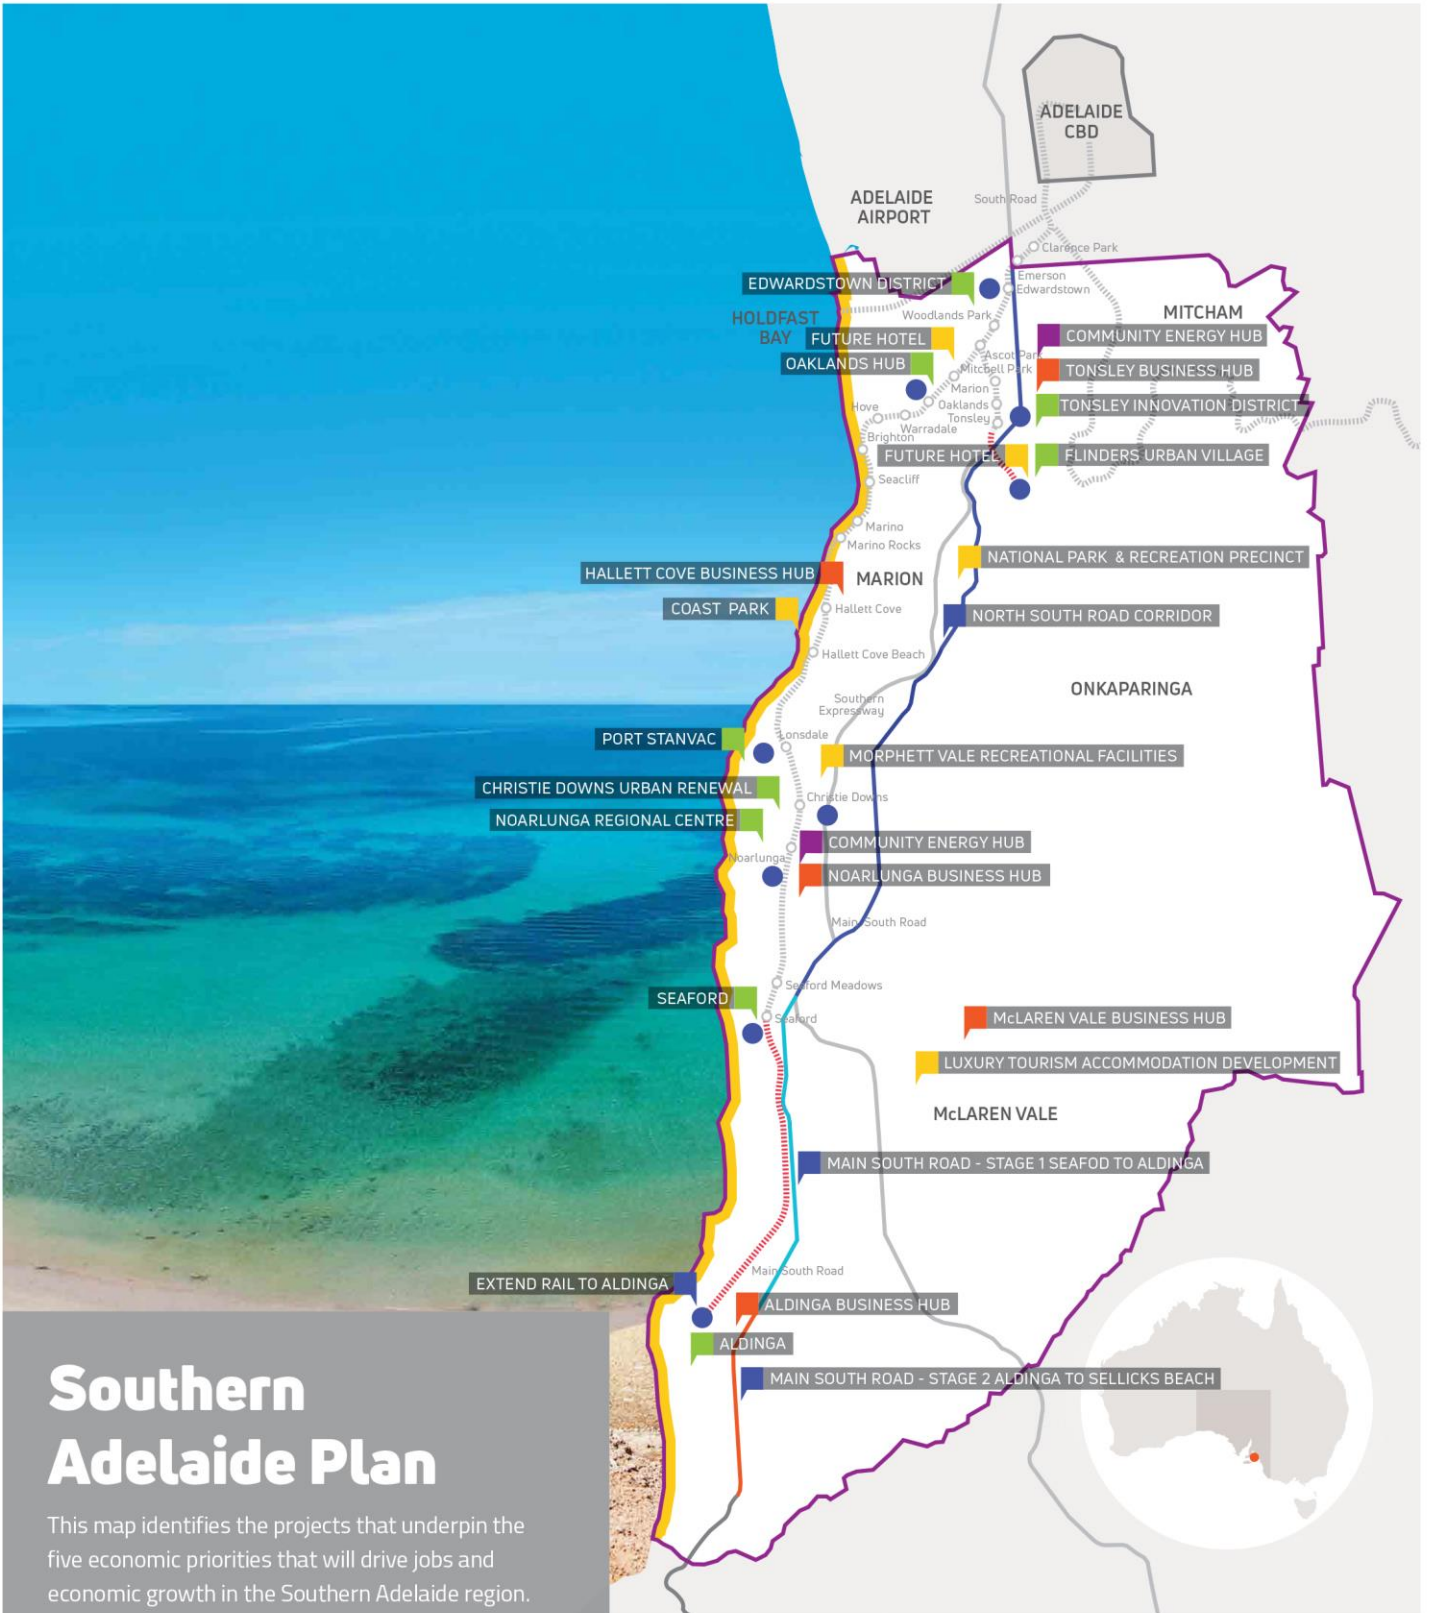 ADELAIDE
CBD
ADELAIDE
AIRPORT
South Road
Clarence Park
Emerson
Edwardstown
EDWARDSTOWN DISTRICT
Woodlands Park
MITCHAM
HOLDFAST
BAY
FUTURE HOTEL
COMMUNITY ENERGY HUB
OAKLANDS HUB
Ascot Park
Mitchell Park
TONSLEY BUSINESS HUB
Marion
Hove
Oaklands
TONSLEY INNOVATION DISTRICT
Tonsley
Warradale
Brighton
FUTURE HOTEL
FLINDERS URBAN VILLAGE
Seacliff
Marino
Marino Rocks
NATIONAL PARK & RECREATION PRECINCT
HALLETT COVE BUSINESS HUB
MARION
COAST PARK
Hallett Cove
NORTH SOUTH ROAD CORRIDOR
Hallett Cove Beach
ONKAPARINGA
Southern
Expressway
PORT STANVAC
Lonsdale
MORPHETT VALE RECREATIONAL FACILITIES
CHRISTIE DOWNS URBAN RENEWAL
Christie Downs
NOARLUNGA REGIONAL CENTRE
COMMUNITY ENERGY HUB
Noarlunga
NOARLUNGA BUSINESS HUB
Main South Road
Seaford Meadows
SEAFORD
Seaford
McLAREN VALE BUSINESS HUB
LUXURY TOURISM ACCOMMODATION DEVELOPMENT
McLAREN VALE
MAIN SOUTH ROAD - STAGE 1 SEAFOD TO ALDINGA
Main South Road
EXTEND RAIL TO ALDINGA
ALDINGA BUSINESS HUB
ALDINGA
MAIN SOUTH ROAD - STAGE 2 ALDINGA TO SELLICKS BEACH
Southern
Adelaide Plan
This map identifies the projects that underpin the
five economic priorities that will drive jobs and
economic growth in the Southern Adelaide region.